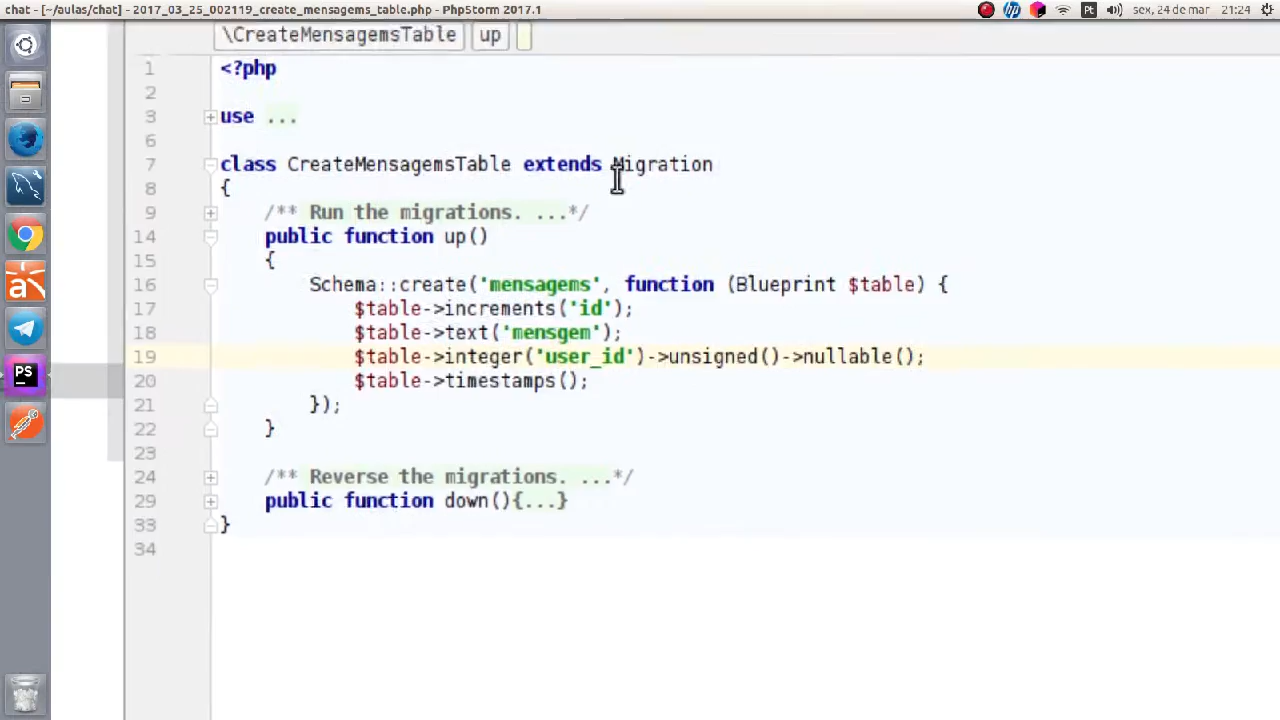 chat - [~/aulas/chat] - 2017_03_25_002119_create_mensagems_table.php - PhpStorm 2017.1
Pt
sex, 24 de mar
21:24
\CreateMensagemsTable
up
1 <?php
2
3 use ...
6
7 class CreateMensagemsTable extends Migration
8 {
9 /** Run the migrations. ...*/
14 public function up()
15 {
16 Schema::create('mensagems', function (Blueprint $table) {
17 $table->increments('id');
18 $table->text('mensgem');
19 $table->integer('user_id')->unsigned()->nullable();
20 $table->timestamps();
21 });
22 }
23
24 /** Reverse the migrations. ...*/
29 public function down(){...}
33 }
34
PS